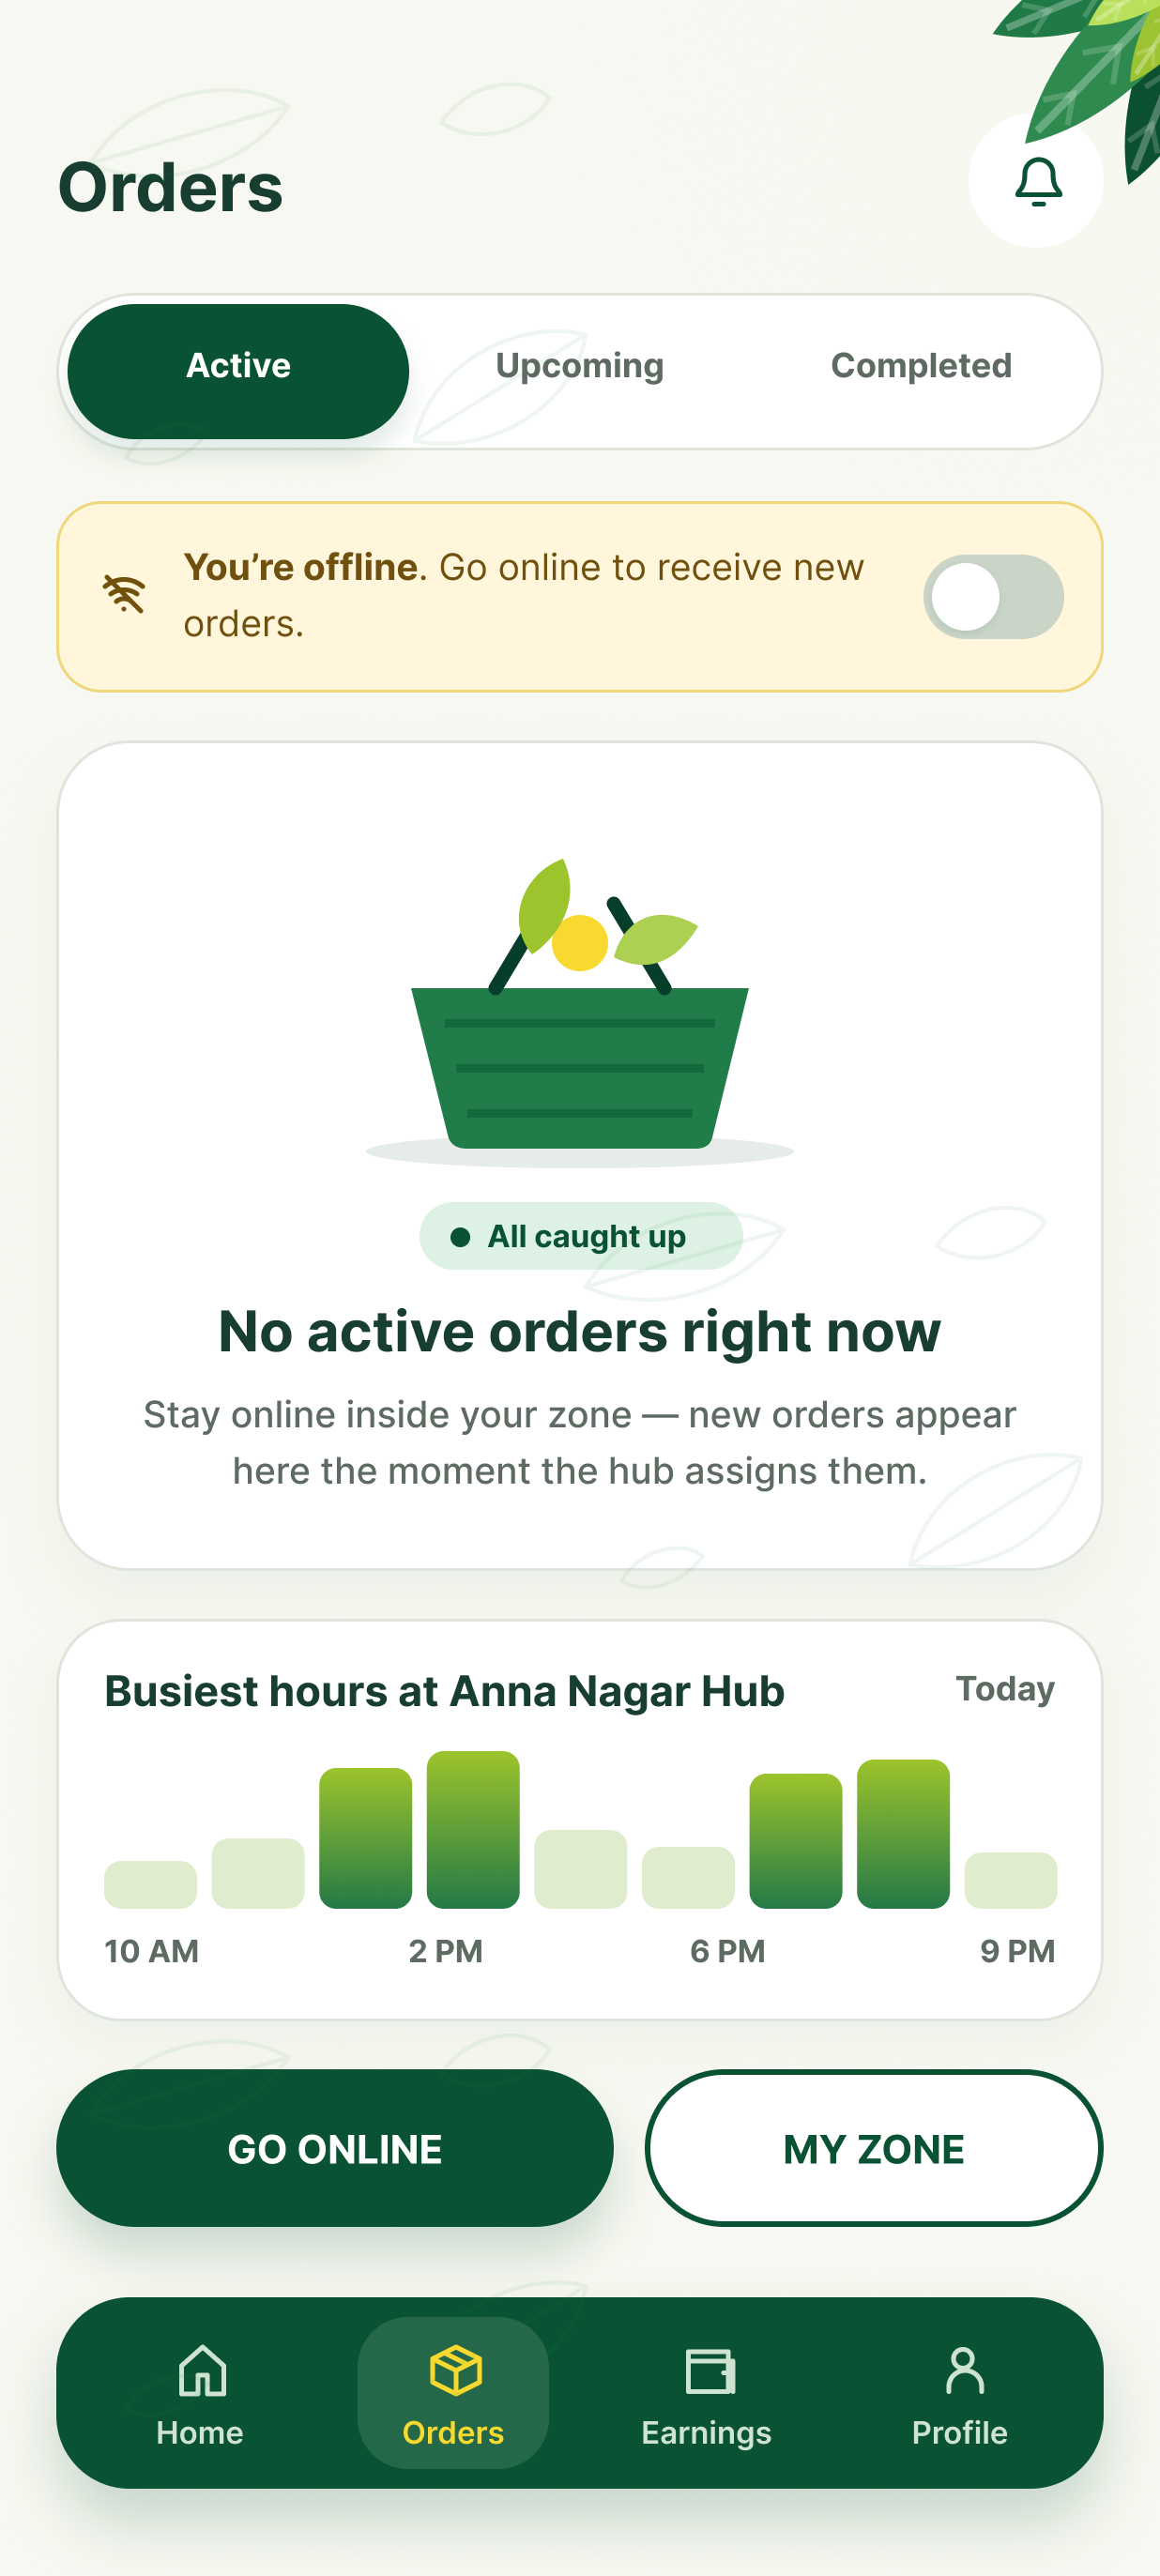 Orders
Active
Upcoming
Completed
You’re offline. Go online to receive new
orders.
All caught up
No active orders right now
Stay online inside your zone — new orders appear
here the moment the hub assigns them.
Busiest hours at Anna Nagar Hub
Today
10 AM
2 PM
6 PM
9 PM
GO ONLINE
MY ZONE
Home
Orders
Earnings
Profile